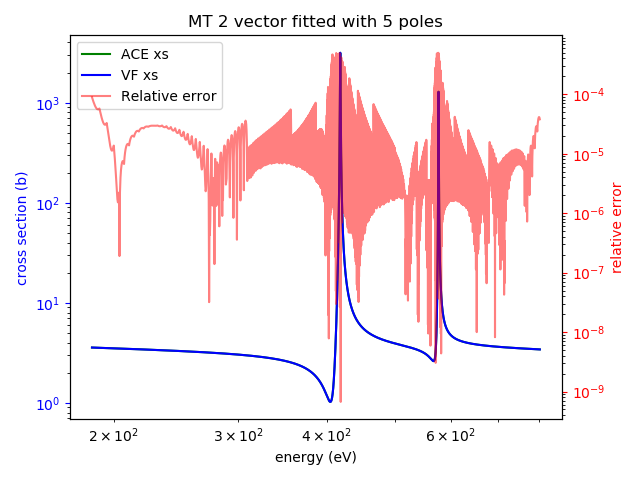 MT 2 vector fitted with 5 poles
ACE xs
VF xs
Relative error
cross section (b)
10³
10²
10¹
10⁰
relative error
10⁻⁴
10⁻⁵
10⁻⁶
10⁻⁷
10⁻⁸
10⁻⁹
2 × 10² 3 × 10² 4 × 10² 6 × 10²
energy (eV)